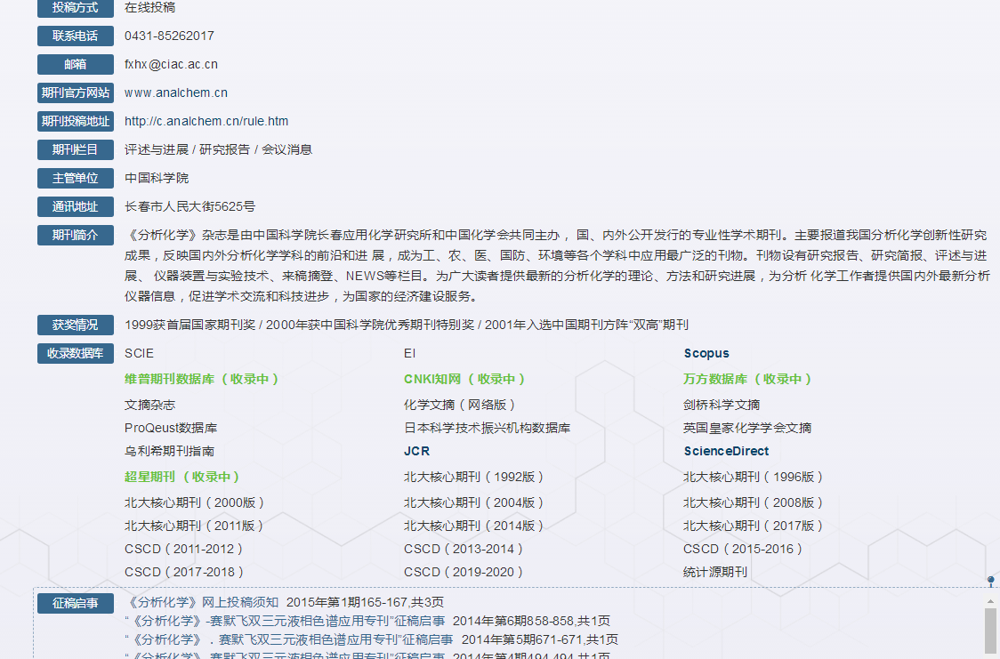 投稿方式 在线投稿
联系电话 0431-85262017
邮箱 fxhx@ciac.ac.cn
期刊官方网站 www.analchem.cn
期刊投稿地址 http://c.analchem.cn/rule.htm
期刊栏目 评述与进展 / 研究报告 / 会议消息
主管单位 中国科学院
通讯地址 长春市人民大街5625号
期刊简介 《分析化学》杂志是由中国科学院长春应用化学研究所和中国化学会共同主办， 国、内外公开发行的专业性学术期刊。主要报道我国分析化学创新性研究
成果，反映国内外分析化学学科的前沿和进 展，成为工、农、医、国防、环境等各个学科中应用最广泛的刊物。刊物设有研究报告、研究简报、评述与进
展、 仪器装置与实验技术、来稿摘登、NEWS等栏目。为广大读者提供最新的分析化学的理论、方法和研究进展，为分析 化学工作者提供国内外最新分析
仪器信息，促进学术交流和科技进步，为国家的经济建设服务。
获奖情况 1999获首届国家期刊奖 / 2000年获中国科学院优秀期刊特别奖 / 2001年入选中国期刊方阵“双高”期刊
收录数据库 SCIE EI Scopus
维普期刊数据库 （收录中） CNKI知网 （收录中） 万方数据库 （收录中）
文摘杂志 化学文摘（网络版） 剑桥科学文摘
ProQeust数据库 日本科学技术振兴机构数据库 英国皇家化学学会文摘
乌利希期刊指南 JCR ScienceDirect
超星期刊 （收录中） 北大核心期刊（1992版） 北大核心期刊（1996版）
北大核心期刊（2000版） 北大核心期刊（2004版） 北大核心期刊（2008版）
北大核心期刊（2011版） 北大核心期刊（2014版） 北大核心期刊（2017版）
CSCD（2011-2012） CSCD（2013-2014） CSCD（2015-2016）
CSCD（2017-2018） CSCD（2019-2020） 统计源期刊
征稿启事 《分析化学》网上投稿须知 2015年第1期165-167,共3页
“《分析化学》-赛默飞双三元液相色谱应用专刊”征稿启事 2014年第6期858-858,共1页
“《分析化学》．赛默飞双三元液相色谱应用专刊”征稿启事 2014年第5期671-671,共1页
“《分析化学》-赛默飞双三元液相色谱应用专刊”征稿启事 2014年第4期494-494,共1页